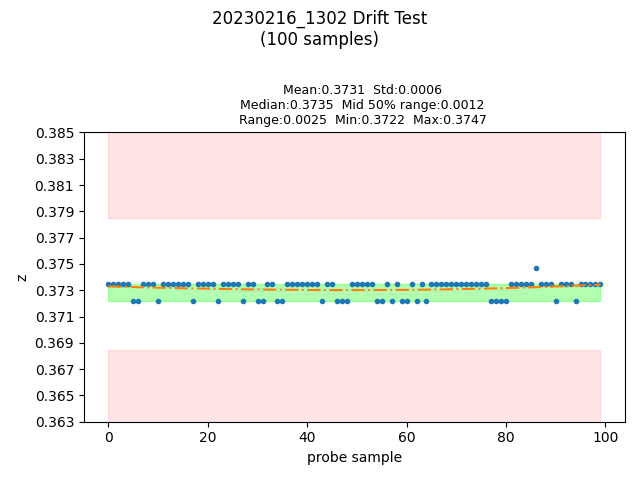 20230216_1302 Drift Test
(100 samples)
Mean:0.3731 Std:0.0006
Median:0.3735 Mid 50% range:0.0012
Range:0.0025 Min:0.3722 Max:0.3747
0.385
0.383
0.381
0.379
0.377
0.375
0.373
0.371
0.369
0.367
0.365
0.363
z
0 20 40 60 80 100
probe sample